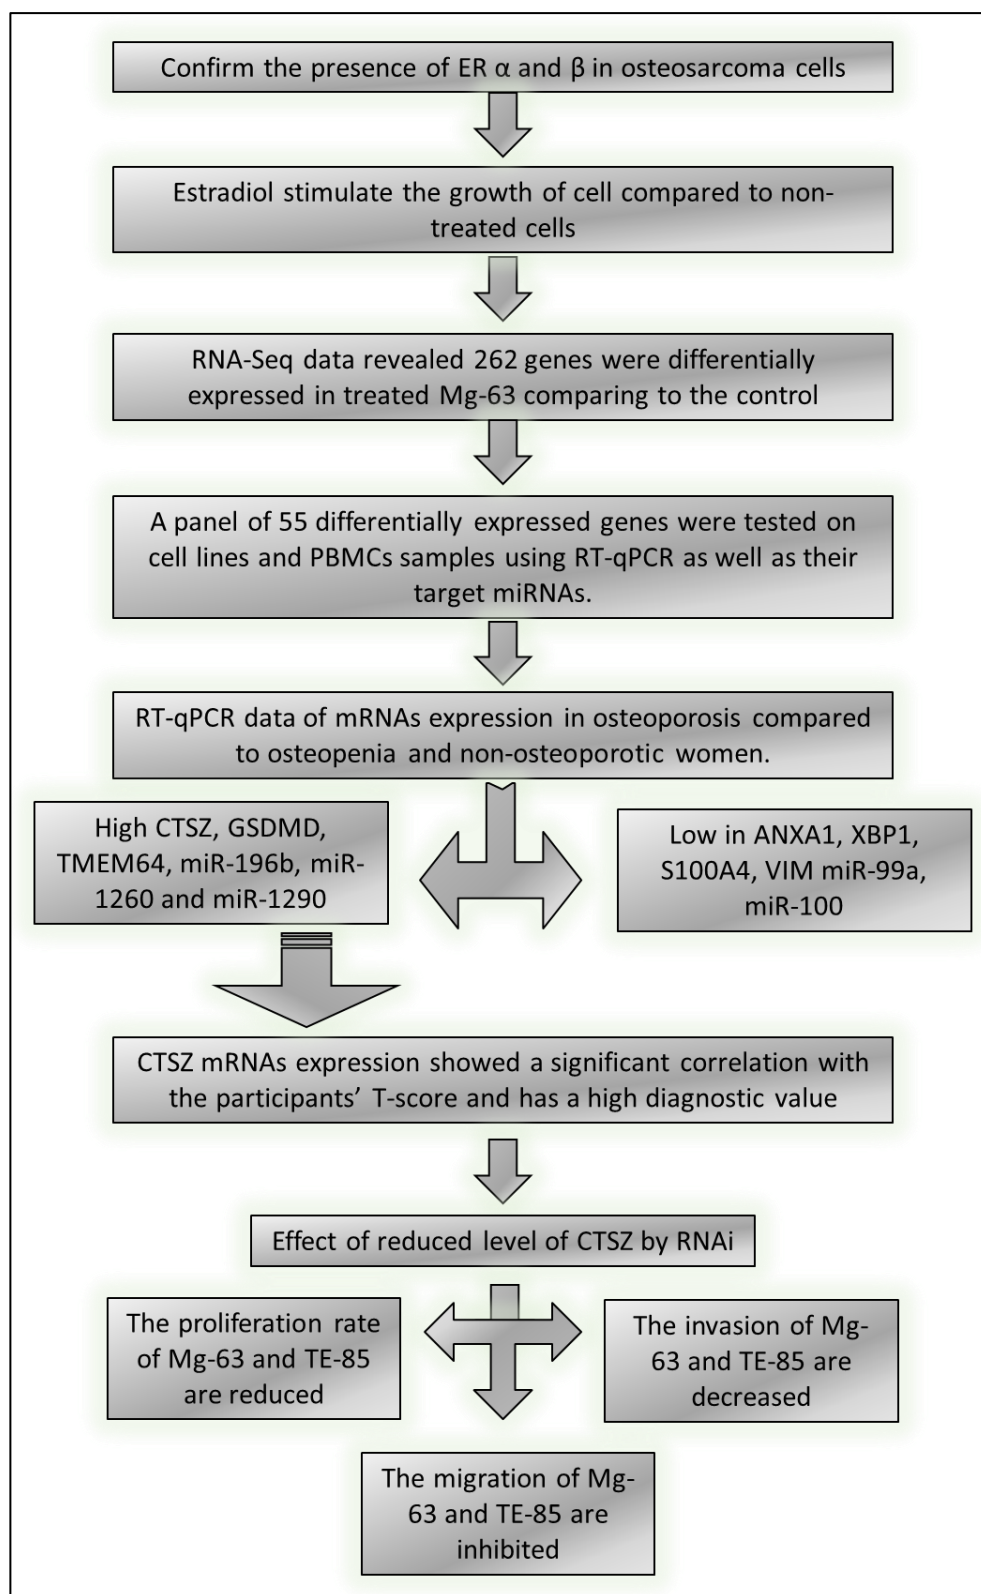 Confirm the presence of ER α and β in osteosarcoma cells
Estradiol stimulate the growth of cell compared to non-
treated cells
RNA-Seq data revealed 262 genes were differentially
expressed in treated Mg-63 comparing to the control
A panel of 55 differentially expressed genes were tested on
cell lines and PBMCs samples using RT-qPCR as well as their
target miRNAs.
RT-qPCR data of mRNAs expression in osteoporosis compared
to osteopenia and non-osteoporotic women.
High CTSZ, GSDMD,
TMEM64, miR-196b, miR-
1260 and miR-1290
Low in ANXA1, XBP1,
S100A4, VIM miR-99a,
miR-100
CTSZ mRNAs expression showed a significant correlation with
the participants’ T-score and has a high diagnostic value
Effect of reduced level of CTSZ by RNAi
The proliferation rate
of Mg-63 and TE-85
are reduced
The invasion of Mg-
63 and TE-85 are
decreased
The migration of Mg-
63 and TE-85 are
inhibited